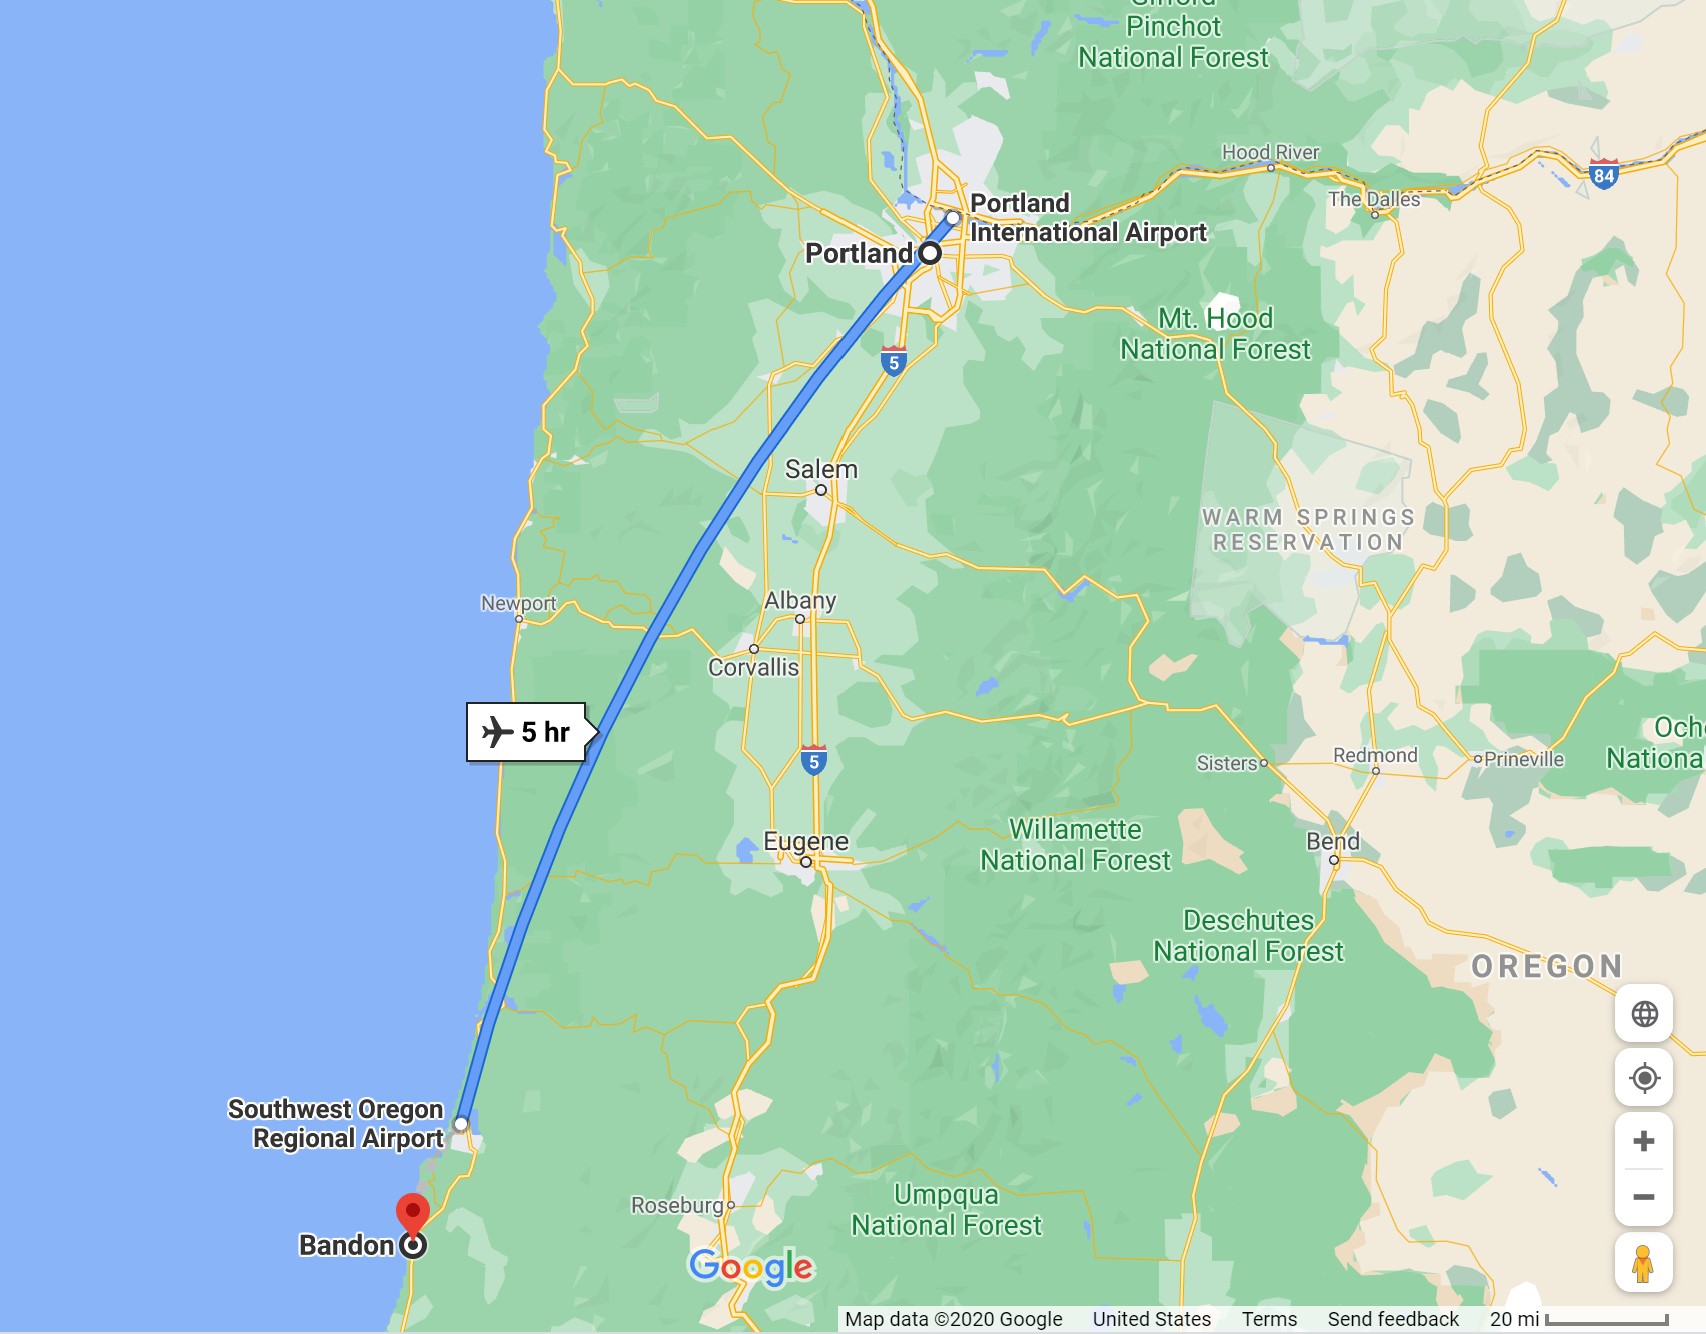 Gifford
Pinchot
National Forest
Hood River
84
The Dalles
Portland
International Airport
Portland
Mt. Hood
National Forest
5
Salem
WARM SPRINGS
RESERVATION
Newport
Albany
Corvallis
5 hr
5
Sisters
Redmond
Prineville
Och
Nationa
Eugene
Willamette
National Forest
Bend
Deschutes
National Forest
OREGON
Southwest Oregon
Regional Airport
Roseburg
Umpqua
National Forest
Bandon
Google
Map data ©2020 Google United States Terms Send feedback 20 mi